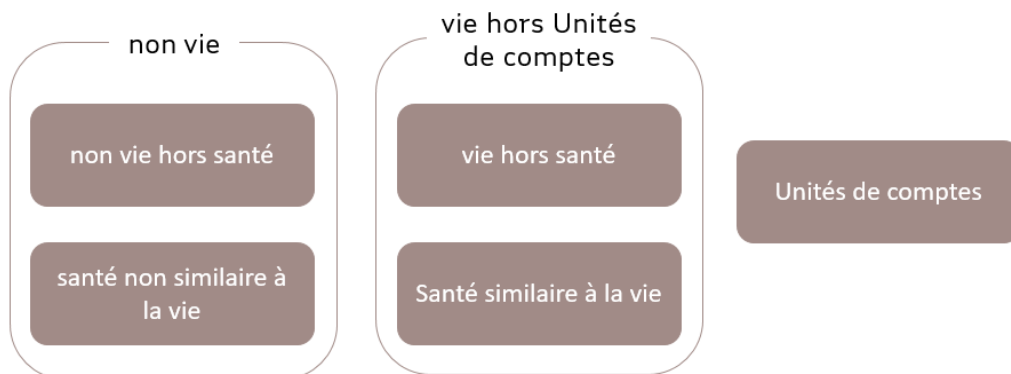 non vie
non vie hors santé
santé non similaire à
la vie
vie hors Unités
de comptes
vie hors santé
Santé similaire à la vie
Unités de comptes